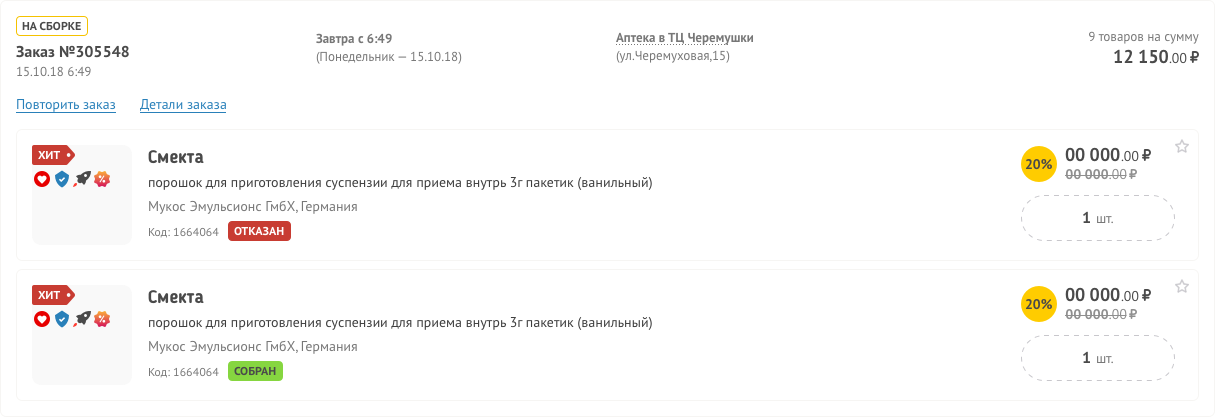 НА СБОРКЕ
Заказ №305548
15.10.18 6:49
Завтра с 6:49
(Понедельник — 15.10.18)
Аптека в ТЦ Черемушки
(ул.Черемуховая,15)
9 товаров на сумму
12 150.00 ₽
Повторить заказ
Детали заказа
ХИТ
Смекта
порошок для приготовления суспензии для приема внутрь 3г пакетик (ванильный)
Мукос Эмульсионс ГмбХ, Германия
Код: 1664064
ОТКАЗАН
20%
00 000.00 ₽
00 000.00 ₽
1 шт.
ХИТ
Смекта
порошок для приготовления суспензии для приема внутрь 3г пакетик (ванильный)
Мукос Эмульсионс ГмбХ, Германия
Код: 1664064
СОБРАН
20%
00 000.00 ₽
00 000.00 ₽
1 шт.